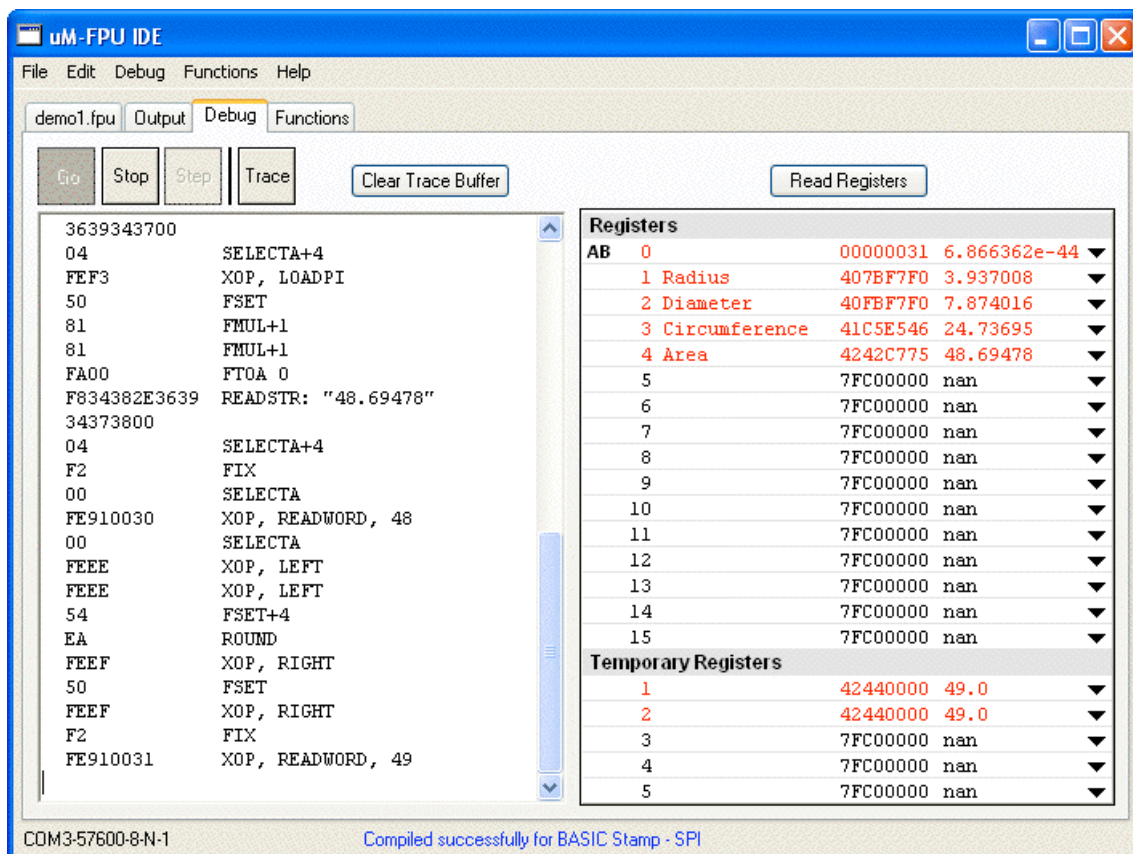 uM-FPU IDE
File Edit Debug Functions Help
demo1.fpu Output Debug Functions
Go Stop Step Trace Clear Trace Buffer Read Registers
3639343700
04 SELECTA+4
FEF3 XOP, LOADPI
50 FSET
81 FMUL+1
81 FMUL+1
FA00 FTOA 0
F834382E3639 READSTR: "48.69478"
34373800
04 SELECTA+4
F2 FIX
00 SELECTA
FE910030 XOP, READWORD, 48
00 SELECTA
FEEE XOP, LEFT
FEEE XOP, LEFT
54 FSET+4
EA ROUND
FEEF XOP, RIGHT
50 FSET
FEEF XOP, RIGHT
F2 FIX
FE910031 XOP, READWORD, 49
Registers
AB 0 00000031 6.866362e-44
1 Radius 407BF7F0 3.937008
2 Diameter 40FBF7F0 7.874016
3 Circumference 41C5E546 24.73695
4 Area 4242C775 48.69478
5 7FC00000 nan
6 7FC00000 nan
7 7FC00000 nan
8 7FC00000 nan
9 7FC00000 nan
10 7FC00000 nan
11 7FC00000 nan
12 7FC00000 nan
13 7FC00000 nan
14 7FC00000 nan
15 7FC00000 nan
Temporary Registers
1 42440000 49.0
2 42440000 49.0
3 7FC00000 nan
4 7FC00000 nan
5 7FC00000 nan
COM3-57600-8-N-1 Compiled successfully for BASIC Stamp - SPI